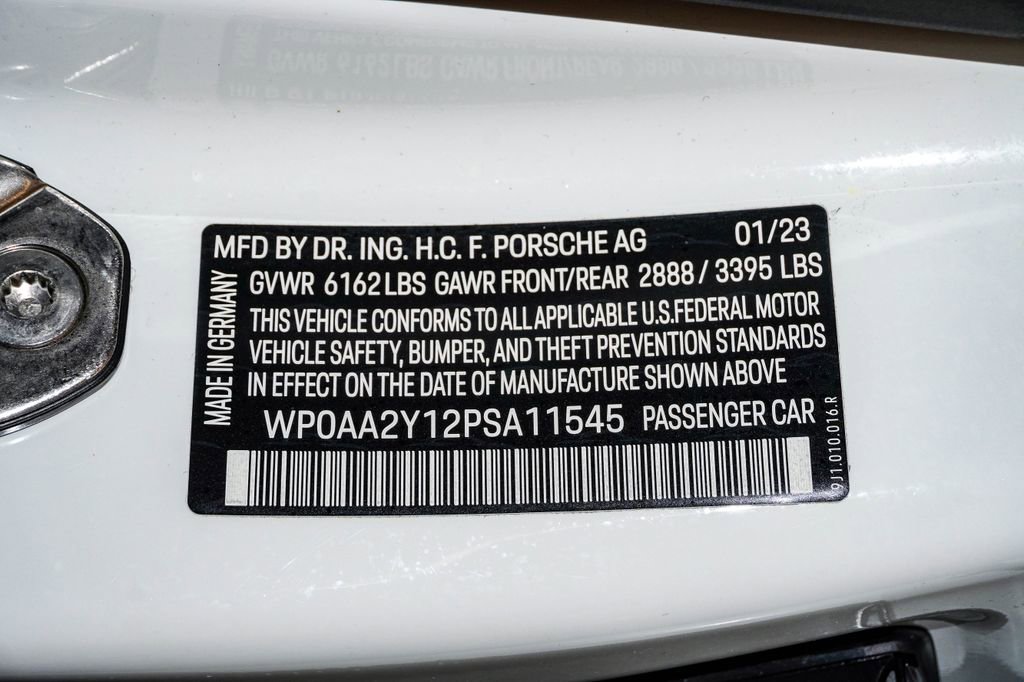 MFD BY DR. ING. H.C. F. PORSCHE AG 01/23
GVWR 6162 LBS GAWR FRONT/REAR 2888 / 3395 LBS
THIS VEHICLE CONFORMS TO ALL APPLICABLE U.S.FEDERAL MOTOR
VEHICLE SAFETY, BUMPER, AND THEFT PREVENTION STANDARDS
IN EFFECT ON THE DATE OF MANUFACTURE SHOWN ABOVE
WP0AA2Y12PSA11545 PASSENGER CAR
MADE IN GERMANY
9J1.010.016.R